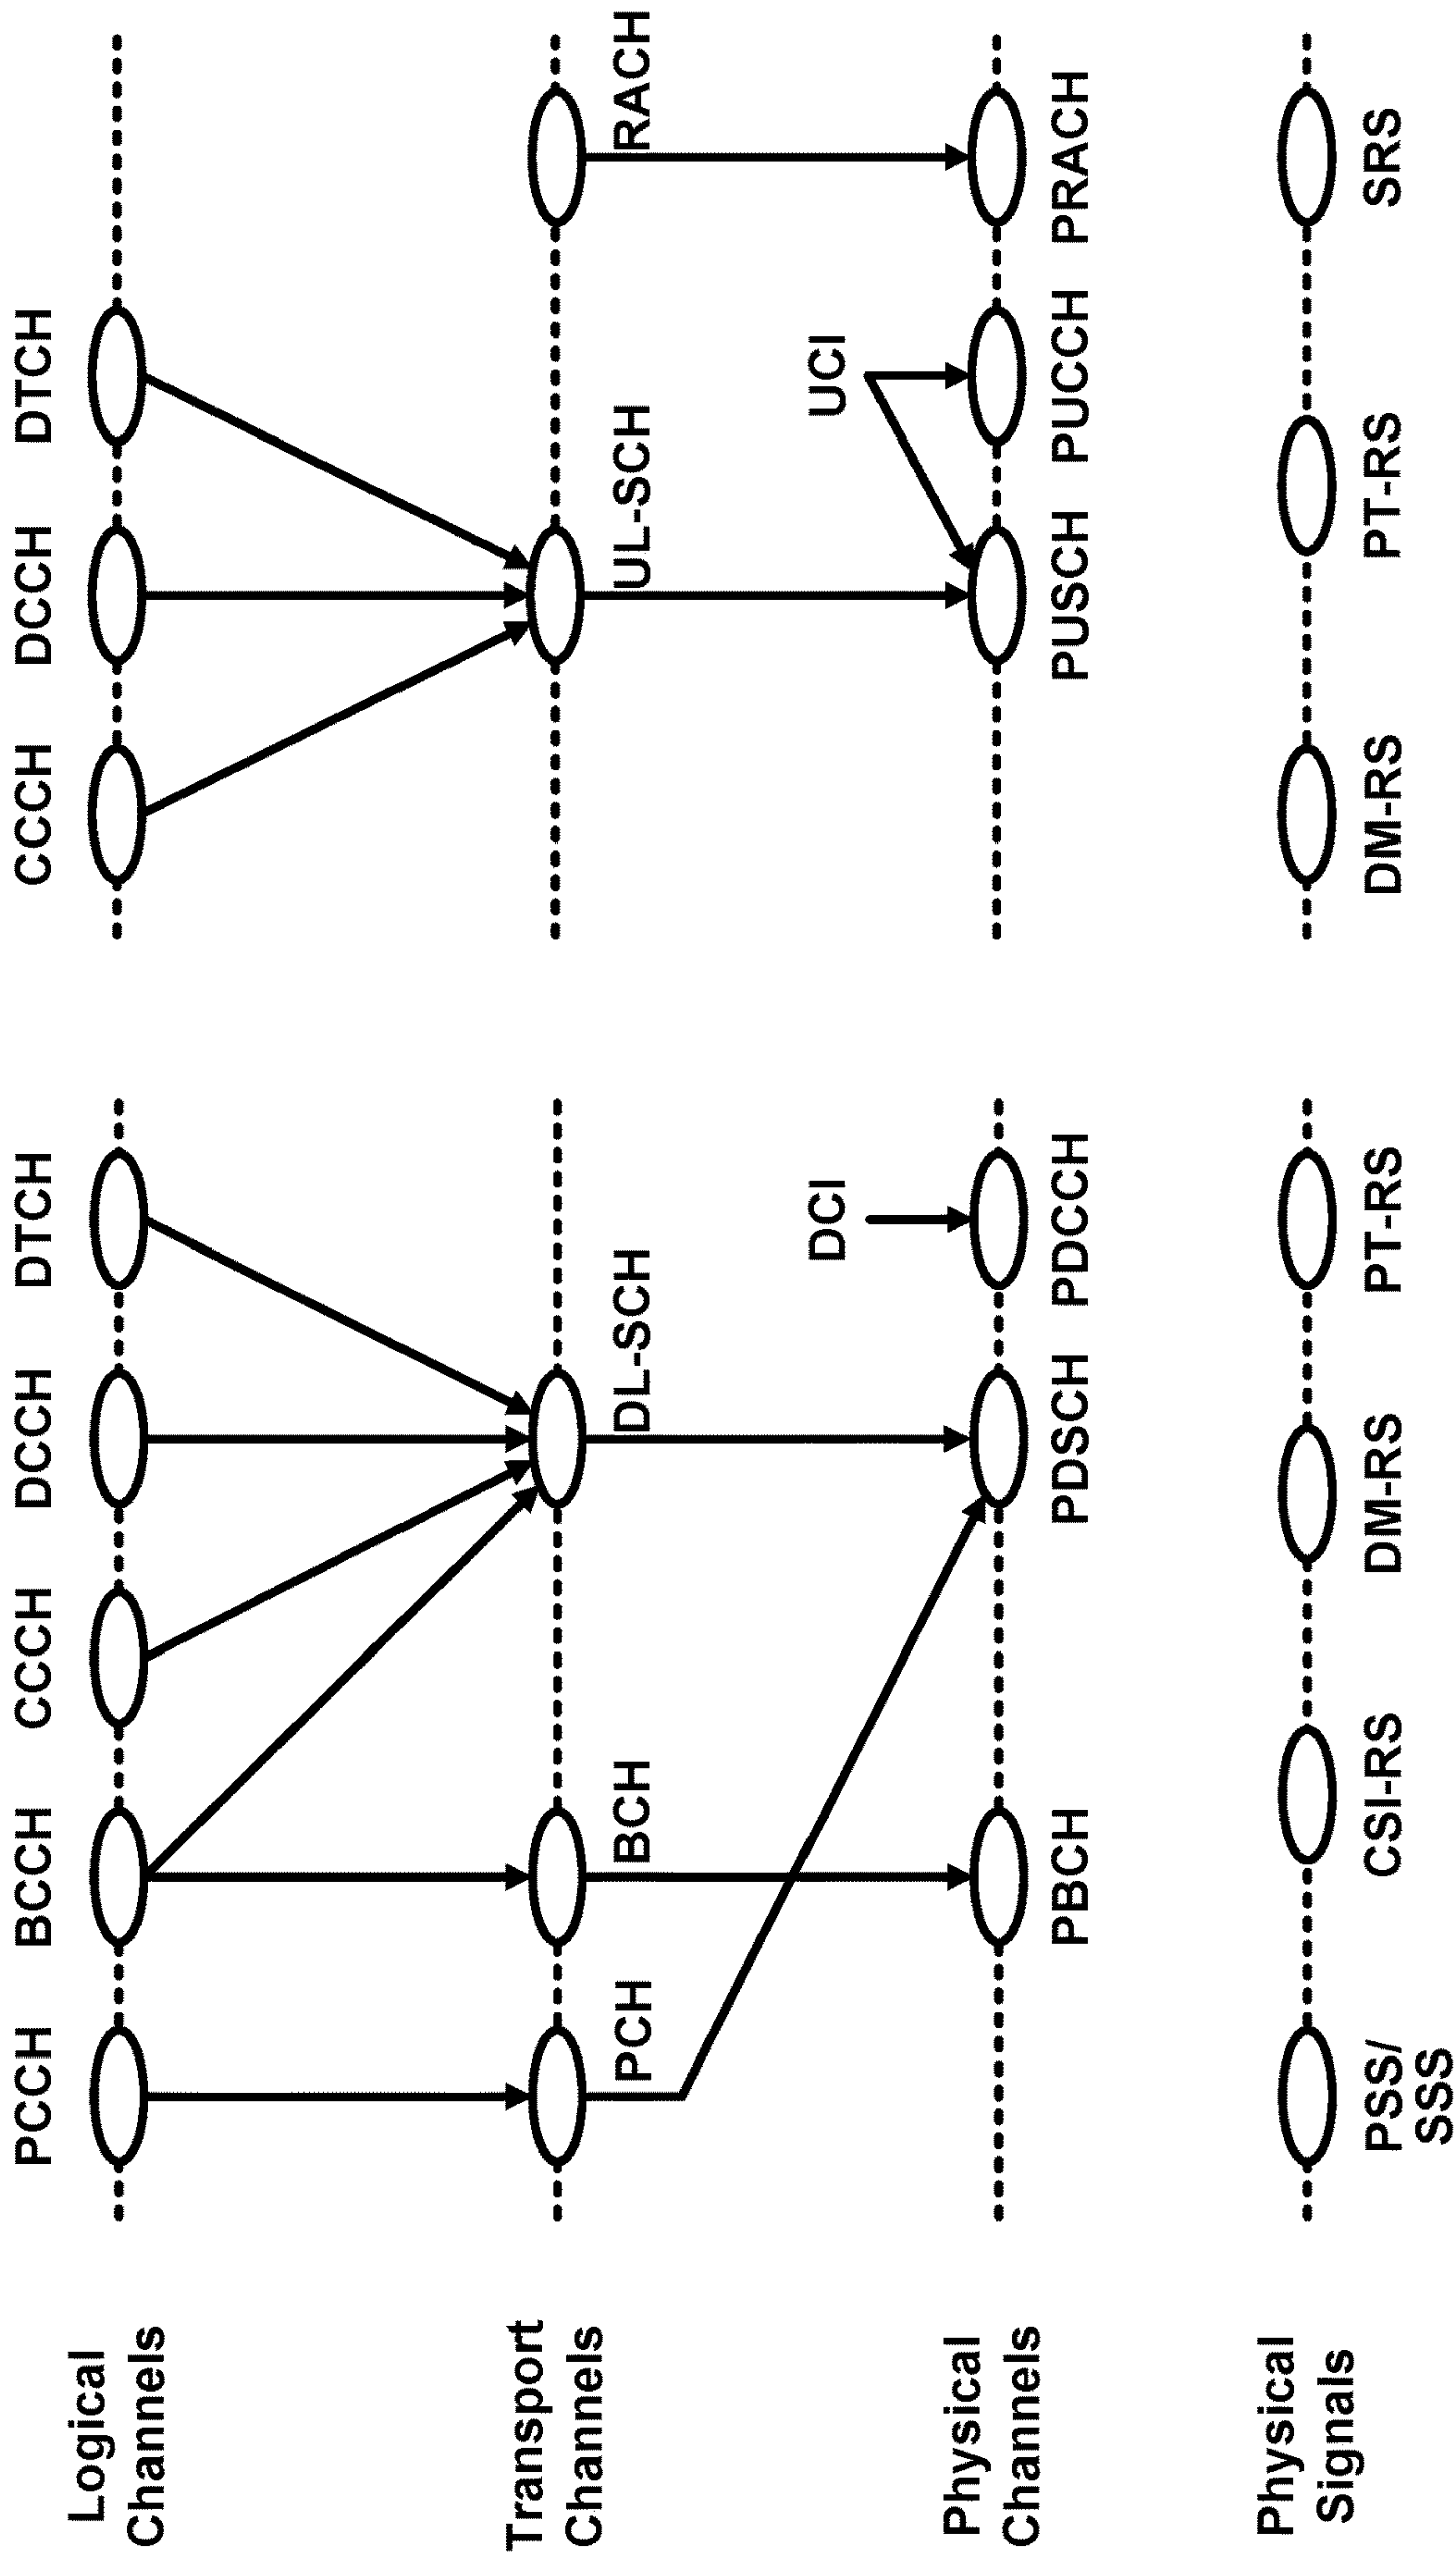 Logical
Channels
PCCH
BCCH
CCCH
DCCH
DTCH
CCCH
DCCH
DTCH
Transport
Channels
PCH
BCH
DL-SCH
UL-SCH
RACH
DCI
UCI
Physical
Channels
PBCH
PDSCH
PDCCH
PUSCH
PUCCH
PRACH
Physical
Signals
PSS/
SSS
CSI-RS
DM-RS
PT-RS
DM-RS
PT-RS
SRS